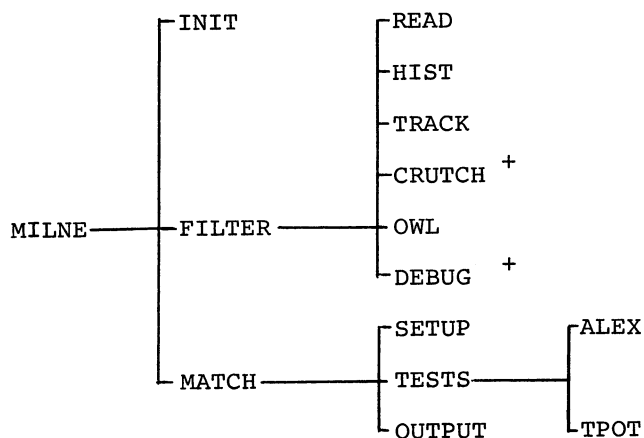 INIT
READ
HIST
TRACK
CRUTCH +
MILNE
FILTER
OWL
DEBUG +
SETUP
ALEX
MATCH
TESTS
OUTPUT
TPOT